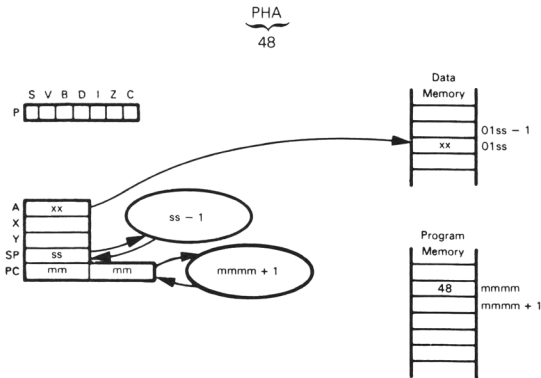 PHA
48
S V B D I Z C
P
Data
Memory
01ss − 1
xx 01ss
A xx
X
Y
SP ss
PC mm mm
ss − 1
mmmm + 1
Program
Memory
48 mmmm
mmmm + 1